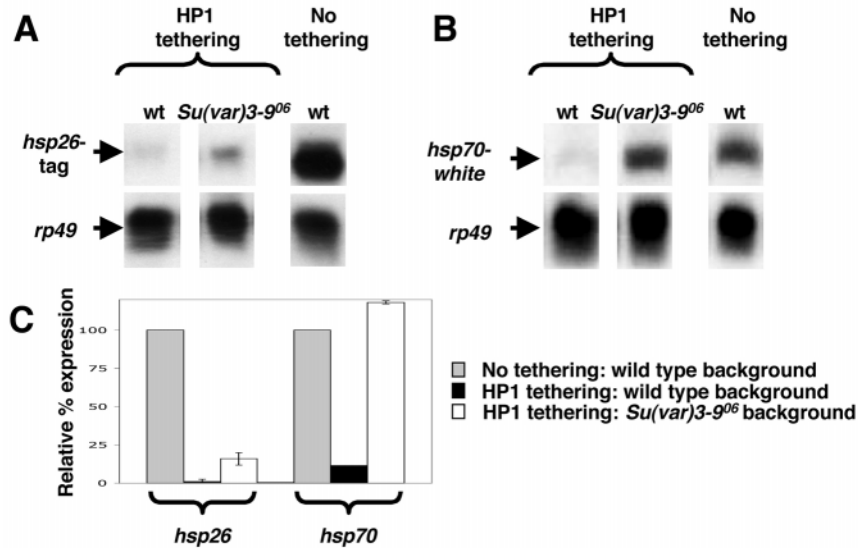 A
HP1 tethering
No tethering
wt
Su(var)3-9⁰⁶
wt
hsp26-tag
rp49
B
HP1 tethering
No tethering
wt
Su(var)3-9⁰⁶
wt
hsp70-white
rp49
C
Relative % expression
100
75
50
25
0
hsp26
hsp70
No tethering: wild type background
HP1 tethering: wild type background
HP1 tethering: Su(var)3-9⁰⁶ background